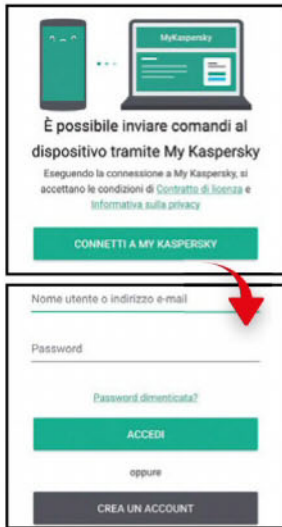 MyKaspersky
È possibile inviare comandi al
dispositivo tramite My Kaspersky
Eseguendo la connessione a My Kaspersky, si
accettano le condizioni di Contratto di licenza e
Informativa sulla privacy
CONNETTI A MY KASPERSKY
Nome utente o indirizzo e-mail
Password
Password dimenticata?
ACCEDI
oppure
CREA UN ACCOUNT